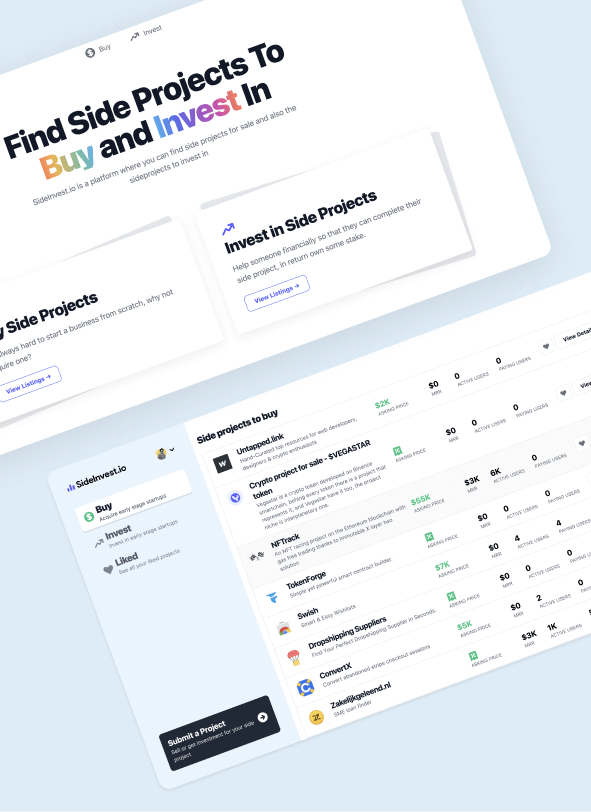 Buy
Invest
Find Side Projects To
Buy and Invest In
SideInvest.io is a platform where you can find side projects for sale and also the
sideprojects to invest in
Side Projects
always hard to start a business from scratch, why not
one?
View Listings →
Invest in Side Projects
Help someone financially so that they can complete their
side project, in return own some stake.
View Listings →
SideInvest.io
Buy
Acquire early stage startups
Invest
Invest in early stage startups
Liked
See all your liked projects
Submit a Project
Sell or get investment for your side
project
Side projects to buy
Untapped.link
Hand-Curated top resources for web developers,
designers & crypto enthusiasts
$2K
ASKING PRICE
$0
MRR
0
ACTIVE USERS
0
PAYING USERS
View
Crypto project for sale - $VEGASTAR
token
Vegastar is a crypto token developed on Binance
smartchain, betting every token there is a project that
represents it, and Vegastar have it too, the project
niche is interplanetary one.
ASKING PRICE
$0
MRR
0
ACTIVE USERS
0
PAYING USERS
NFTrack
An NFT racing project on the Ethereum blockchain with
gas free trading thanks to Immutable X layer two
solution
$55K
ASKING PRICE
$3K
MRR
6K
ACTIVE USERS
0
PAYING USERS
TokenForge
Simple yet powerful smart contract builder.
ASKING PRICE
$0
MRR
0
ACTIVE USERS
0
PAYING USERS
Swish
Smart & Easy Wishlists
$7K
ASKING PRICE
$0
MRR
4
ACTIVE USERS
4
PAYING USERS
Dropshipping Suppliers
Find Your Perfect Dropshipping Supplier in Seconds.
ASKING PRICE
$0
MRR
0
ACTIVE USERS
0
ConvertX
Convert abandoned stripe checkout sessions
$5K
ASKING PRICE
$0
MRR
2
ACTIVE USERS
0
Zakelijkgeleend.nl
SME loan finder
ASKING PRICE
$3K
MRR
1K
ACTIVE USERS